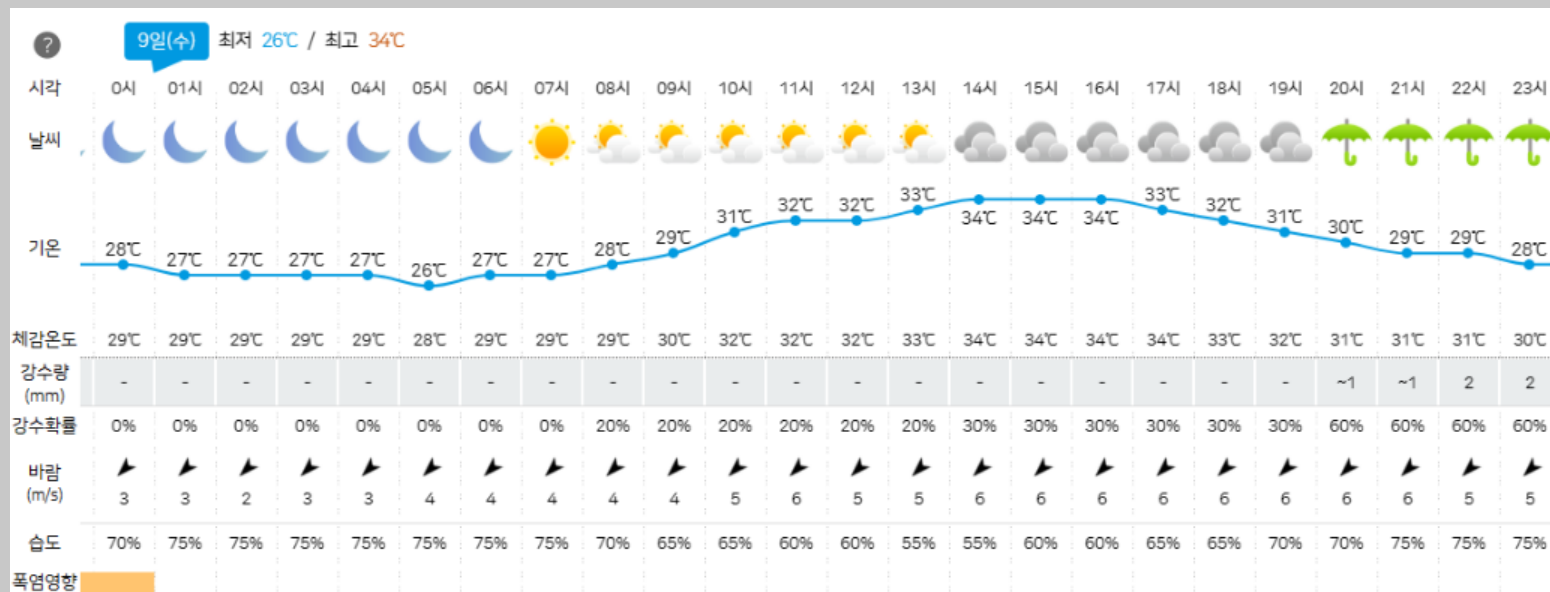 ? 9일(수) 최저 26℃ / 최고 34℃
시각 0시 01시 02시 03시 04시 05시 06시 07시 08시 09시 10시 11시 12시 13시 14시 15시 16시 17시 18시 19시 20시 21시 22시 23시
날씨
기온 28℃ 27℃ 27℃ 27℃ 27℃ 26℃ 27℃ 27℃ 28℃ 29℃ 31℃ 32℃ 32℃ 33℃ 34℃ 34℃ 34℃ 33℃ 32℃ 31℃ 30℃ 29℃ 29℃ 28℃
체감온도 29℃ 29℃ 29℃ 29℃ 29℃ 28℃ 29℃ 29℃ 29℃ 30℃ 32℃ 32℃ 32℃ 33℃ 34℃ 34℃ 34℃ 34℃ 33℃ 32℃ 31℃ 31℃ 31℃ 30℃
강수량
(mm) - - - - - - - - - - - - - - - - - - - - ~1 ~1 2 2
강수확률 0% 0% 0% 0% 0% 0% 0% 0% 20% 20% 20% 20% 20% 20% 30% 30% 30% 30% 30% 30% 60% 60% 60% 60%
바람
(m/s) 3 3 2 3 3 4 4 4 4 4 5 6 5 5 6 6 6 6 6 6 6 6 5 5
습도 70% 75% 75% 75% 75% 75% 75% 75% 70% 65% 65% 60% 60% 55% 55% 60% 60% 65% 65% 70% 70% 75% 75% 75%
폭염영향